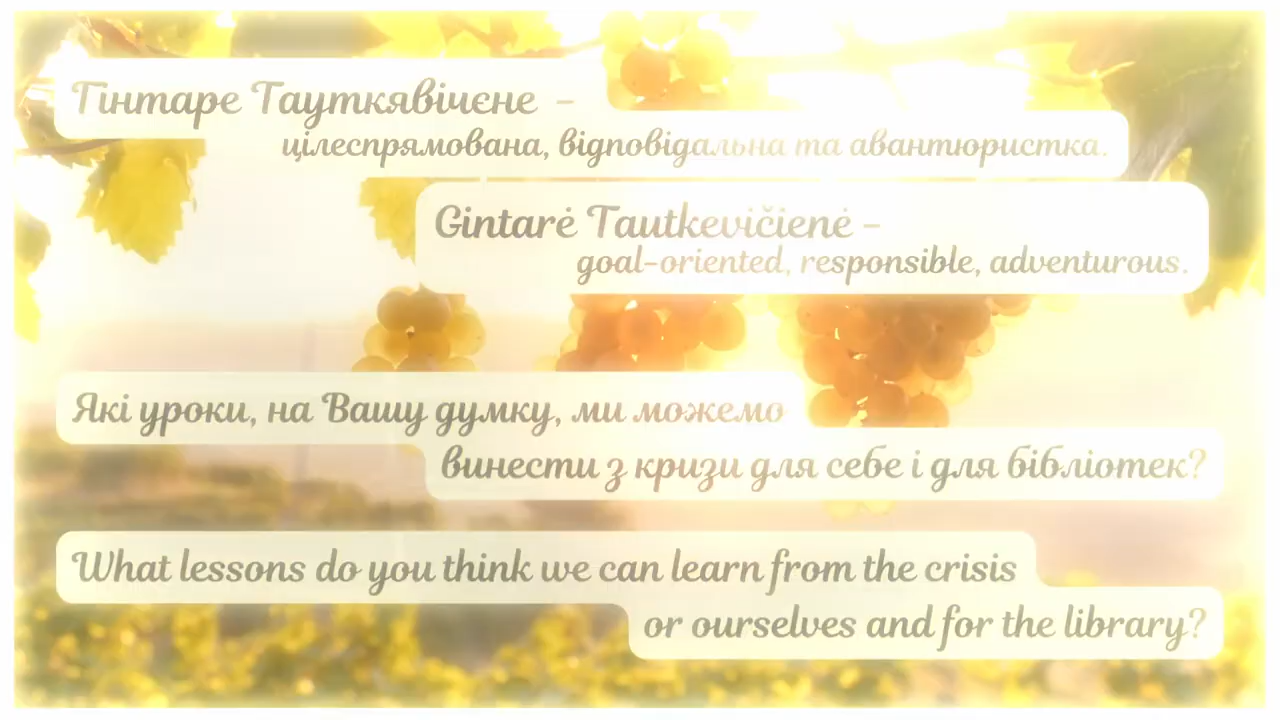 Гінтаре Тауткявічєне –
цілеспрямована, відповідальна та авантюристка.
Gintarė Tautkevičienė –
goal-oriented, responsible, adventurous.
Які уроки, на Вашу думку, ми можемо
винести з кризи для себе і для бібліотек?
What lessons do you think we can learn from the crisis
or ourselves and for the library?